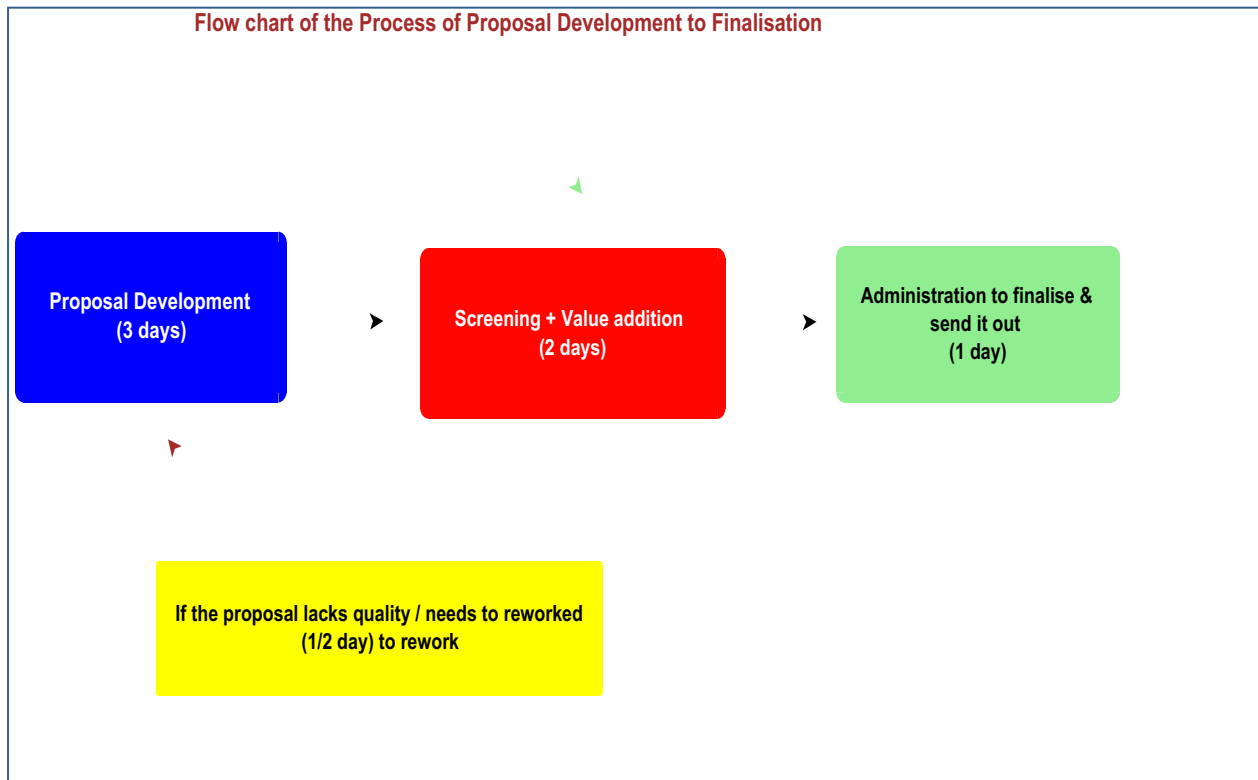 Flow chart of the Process of Proposal Development to Finalisation
Proposal Development
(3 days)
Screening + Value addition
(2 days)
Administration to finalise &
send it out
(1 day)
If the proposal lacks quality / needs to reworked
(1/2 day) to rework